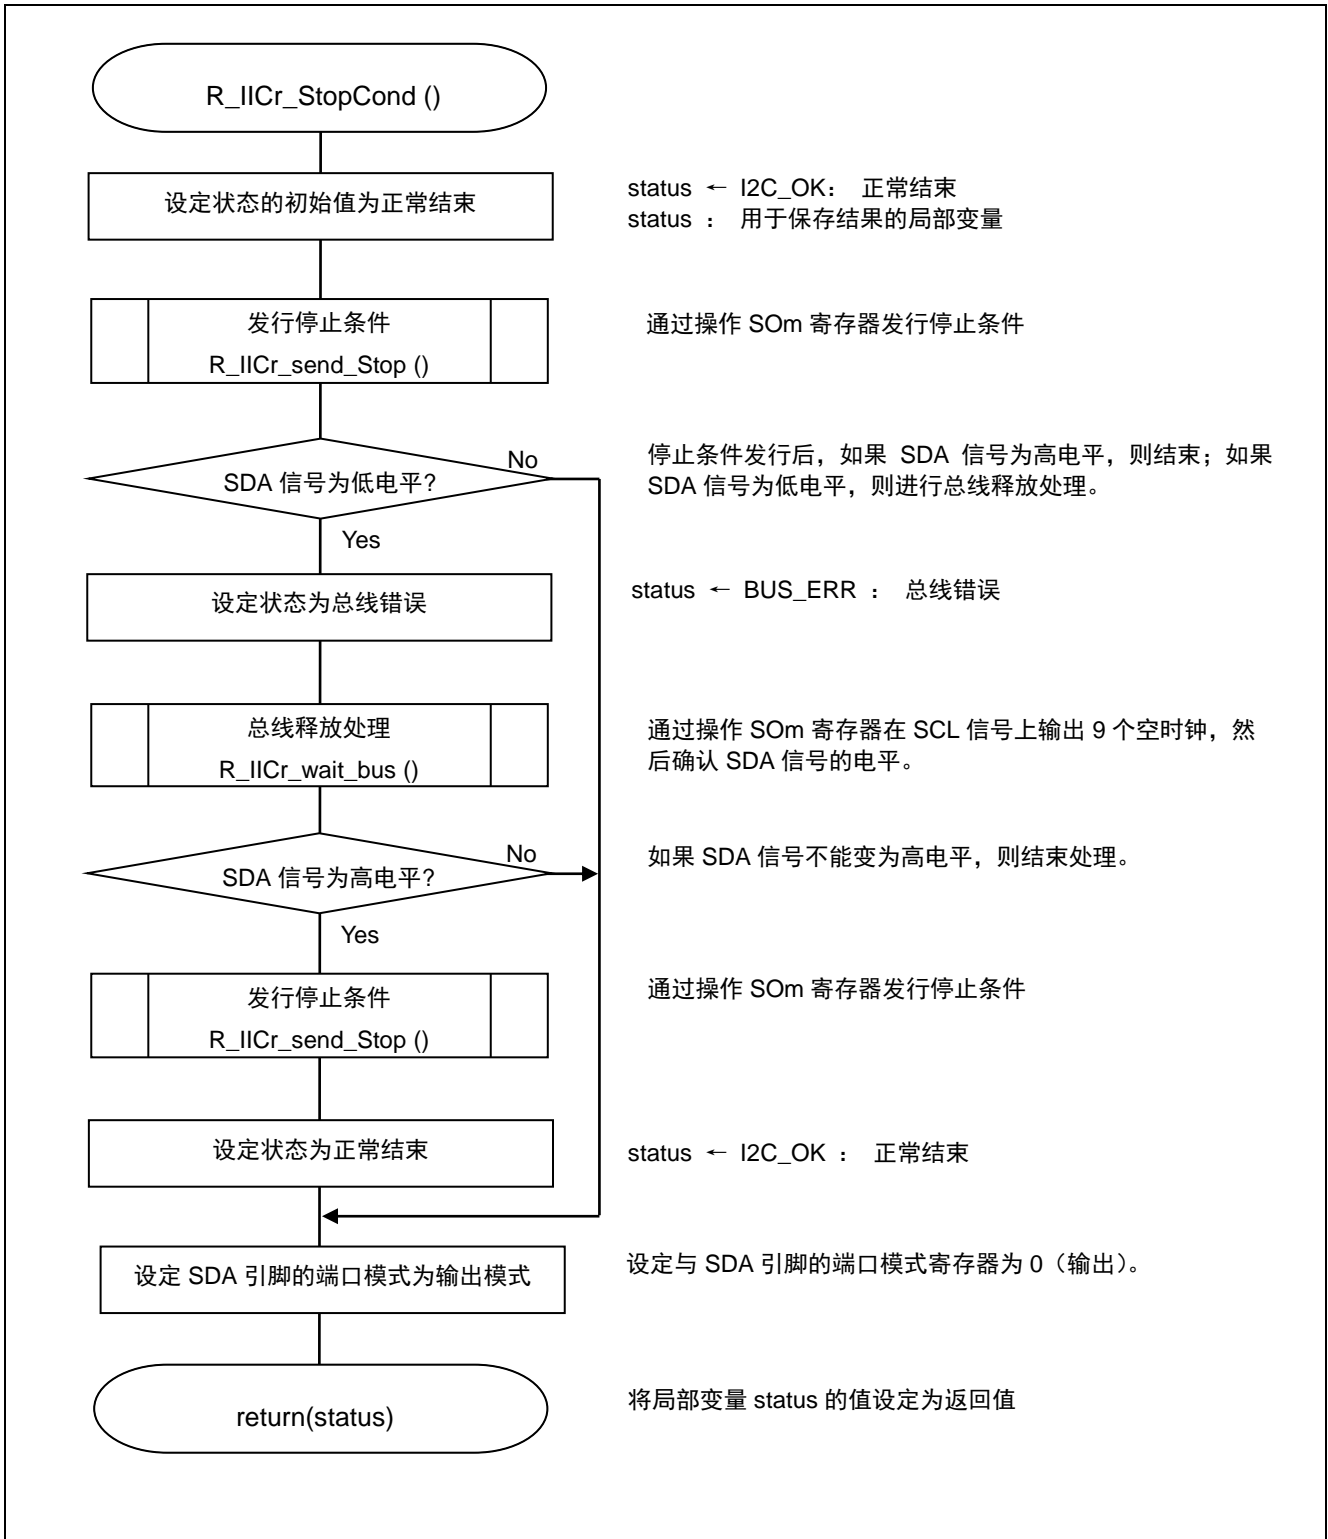 R_IICr_StopCond ()
设定状态的初始值为正常结束
status ← I2C_OK： 正常结束
status ： 用于保存结果的局部变量
发行停止条件
R_IICr_send_Stop ()
通过操作 SOm 寄存器发行停止条件
SDA 信号为低电平?
No
Yes
停止条件发行后，如果 SDA 信号为高电平，则结束；如果
SDA 信号为低电平，则进行总线释放处理。
设定状态为总线错误
status ← BUS_ERR ： 总线错误
总线释放处理
R_IICr_wait_bus ()
通过操作 SOm 寄存器在 SCL 信号上输出 9 个空时钟，然
后确认 SDA 信号的电平。
SDA 信号为高电平?
No
Yes
如果 SDA 信号不能变为高电平，则结束处理。
发行停止条件
R_IICr_send_Stop ()
通过操作 SOm 寄存器发行停止条件
设定状态为正常结束
status ← I2C_OK ： 正常结束
设定 SDA 引脚的端口模式为输出模式
设定与 SDA 引脚的端口模式寄存器为 0（输出）。
return(status)
将局部变量 status 的值设定为返回值